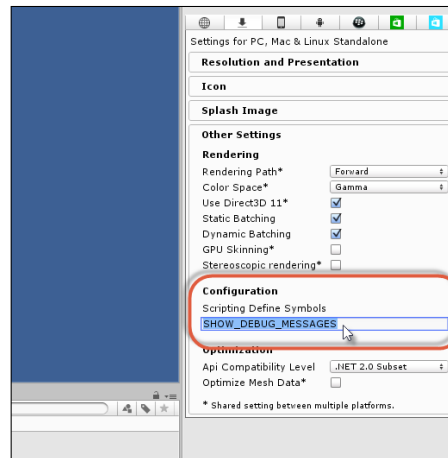 Settings for PC, Mac & Linux Standalone
Resolution and Presentation
Icon
Splash Image
Other Settings
Rendering
Rendering Path* Forward
Color Space* Gamma
Use Direct3D 11*
Static Batching
Dynamic Batching
GPU Skinning*
Stereoscopic rendering*
Configuration
Scripting Define Symbols
SHOW_DEBUG_MESSAGES
Optimization
Api Compatibility Level .NET 2.0 Subset
Optimize Mesh Data*
* Shared setting between multiple platforms.